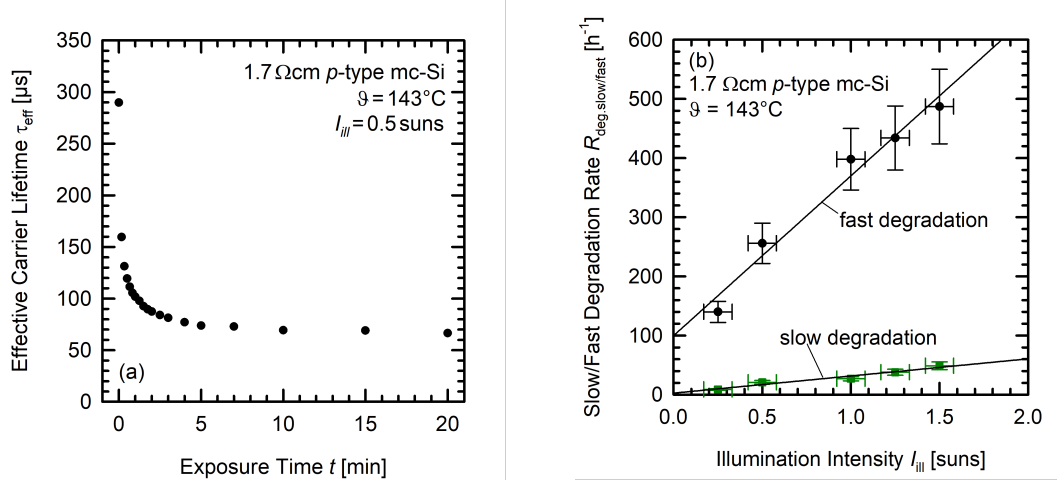 Effective Carrier Lifetime τeff [µs]
350
300
250
200
150
100
50
0
1.7 Ωcm p-type mc-Si
ϑ = 143°C
Iill = 0.5 suns
(a)
0
5
10
15
20
Exposure Time t [min]
Slow/Fast Degradation Rate Rdeg.slow/fast [h⁻¹]
600
500
400
300
200
100
0
(b)
1.7 Ωcm p-type mc-Si
ϑ = 143°C
fast degradation
slow degradation
0.0
0.5
1.0
1.5
2.0
Illumination Intensity Iill [suns]